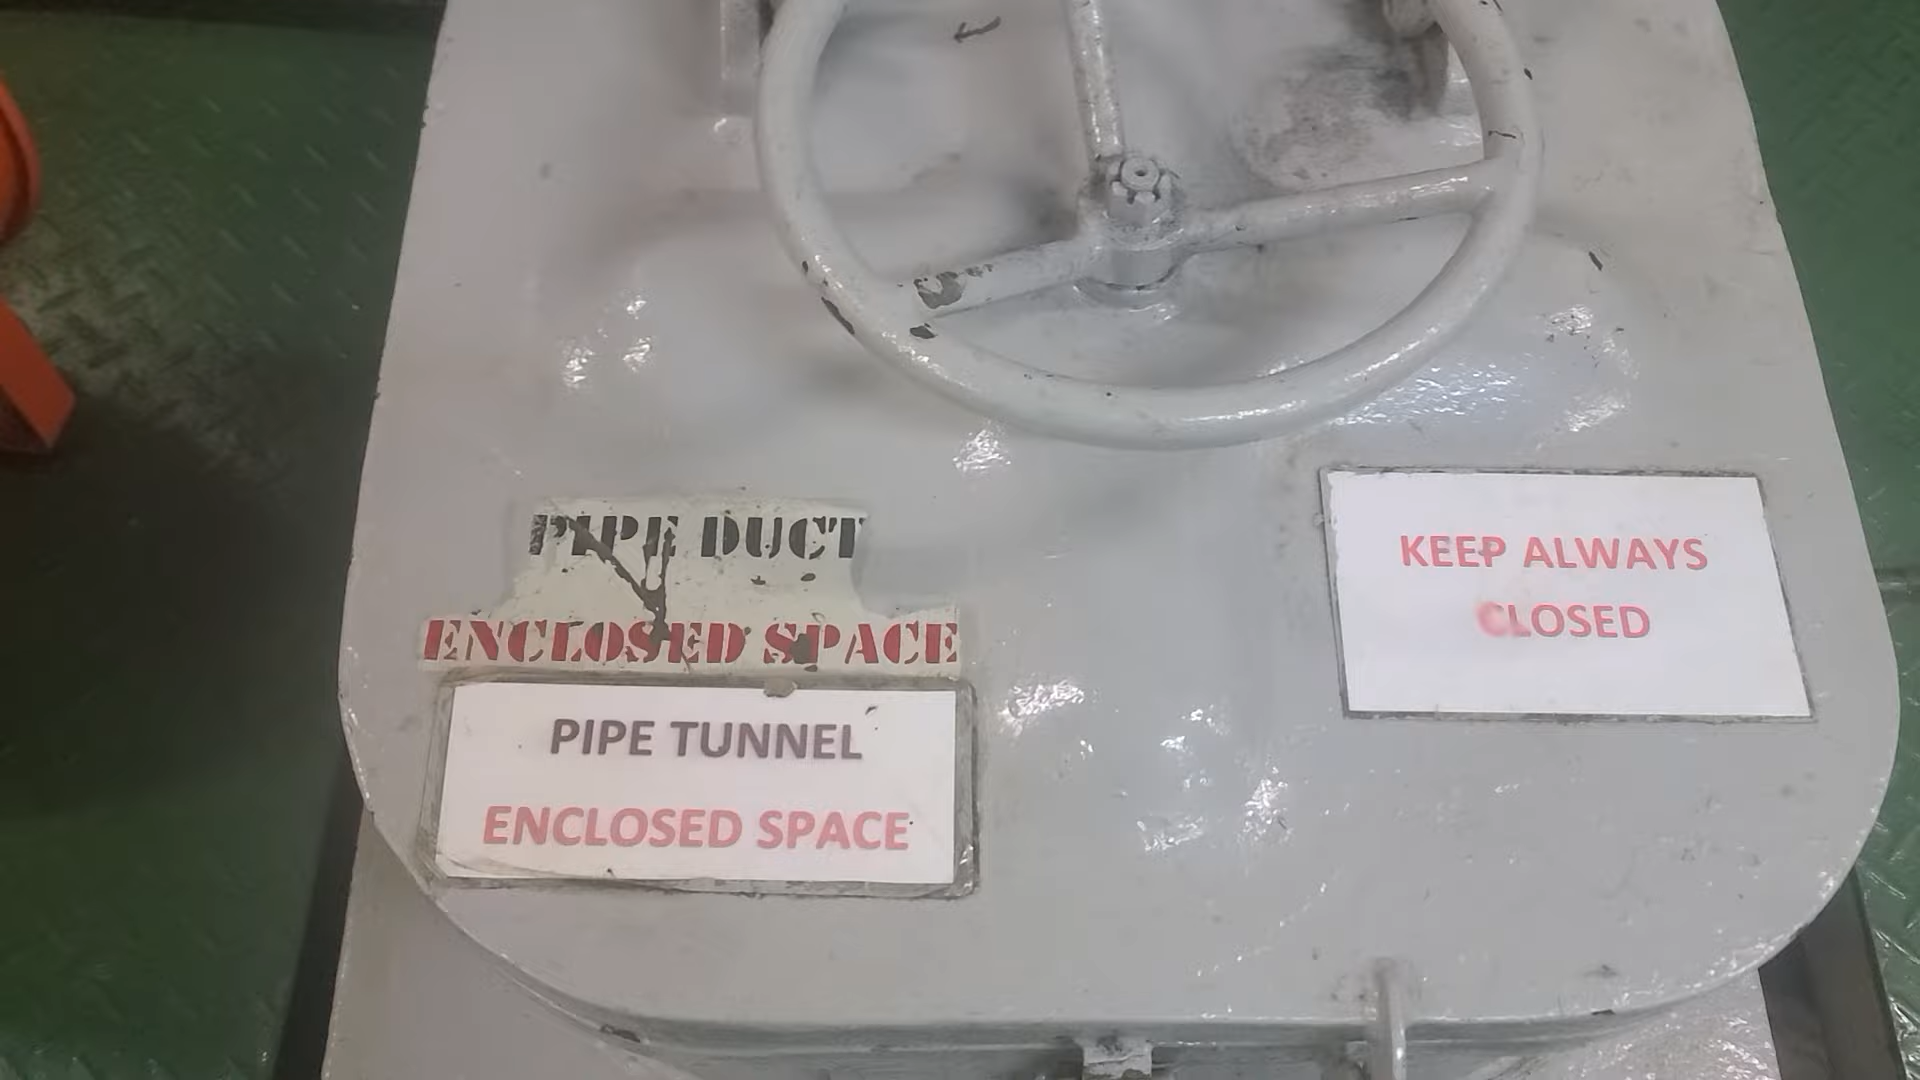 PIPE DUCT
ENCLOSED SPACE
PIPE TUNNEL
ENCLOSED SPACE
KEEP ALWAYS
CLOSED